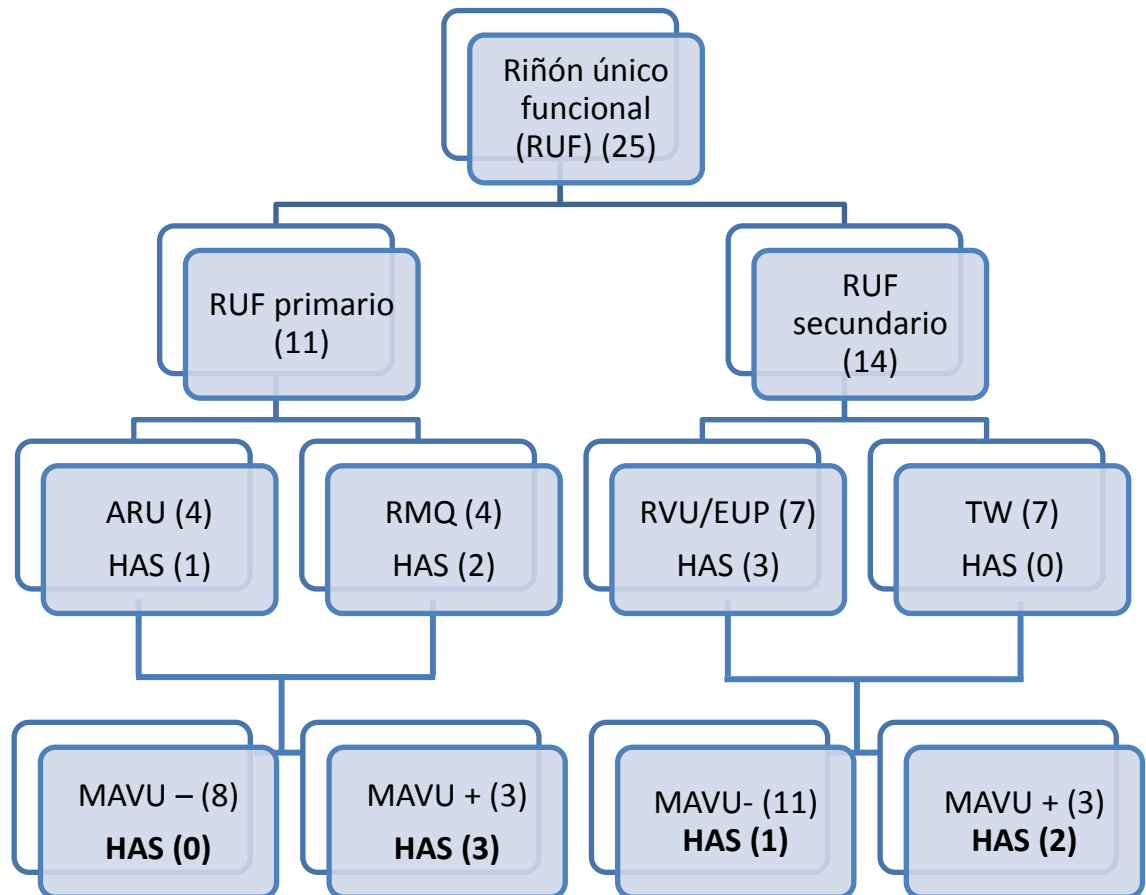 Riñón único
funcional
(RUF) (25)
RUF primario
(11)
RUF
secundario
(14)
ARU (4)
HAS (1)
RMQ (4)
HAS (2)
RVU/EUP (7)
HAS (3)
TW (7)
HAS (0)
MAVU – (8)
HAS (0)
MAVU + (3)
HAS (3)
MAVU- (11)
HAS (1)
MAVU + (3)
HAS (2)